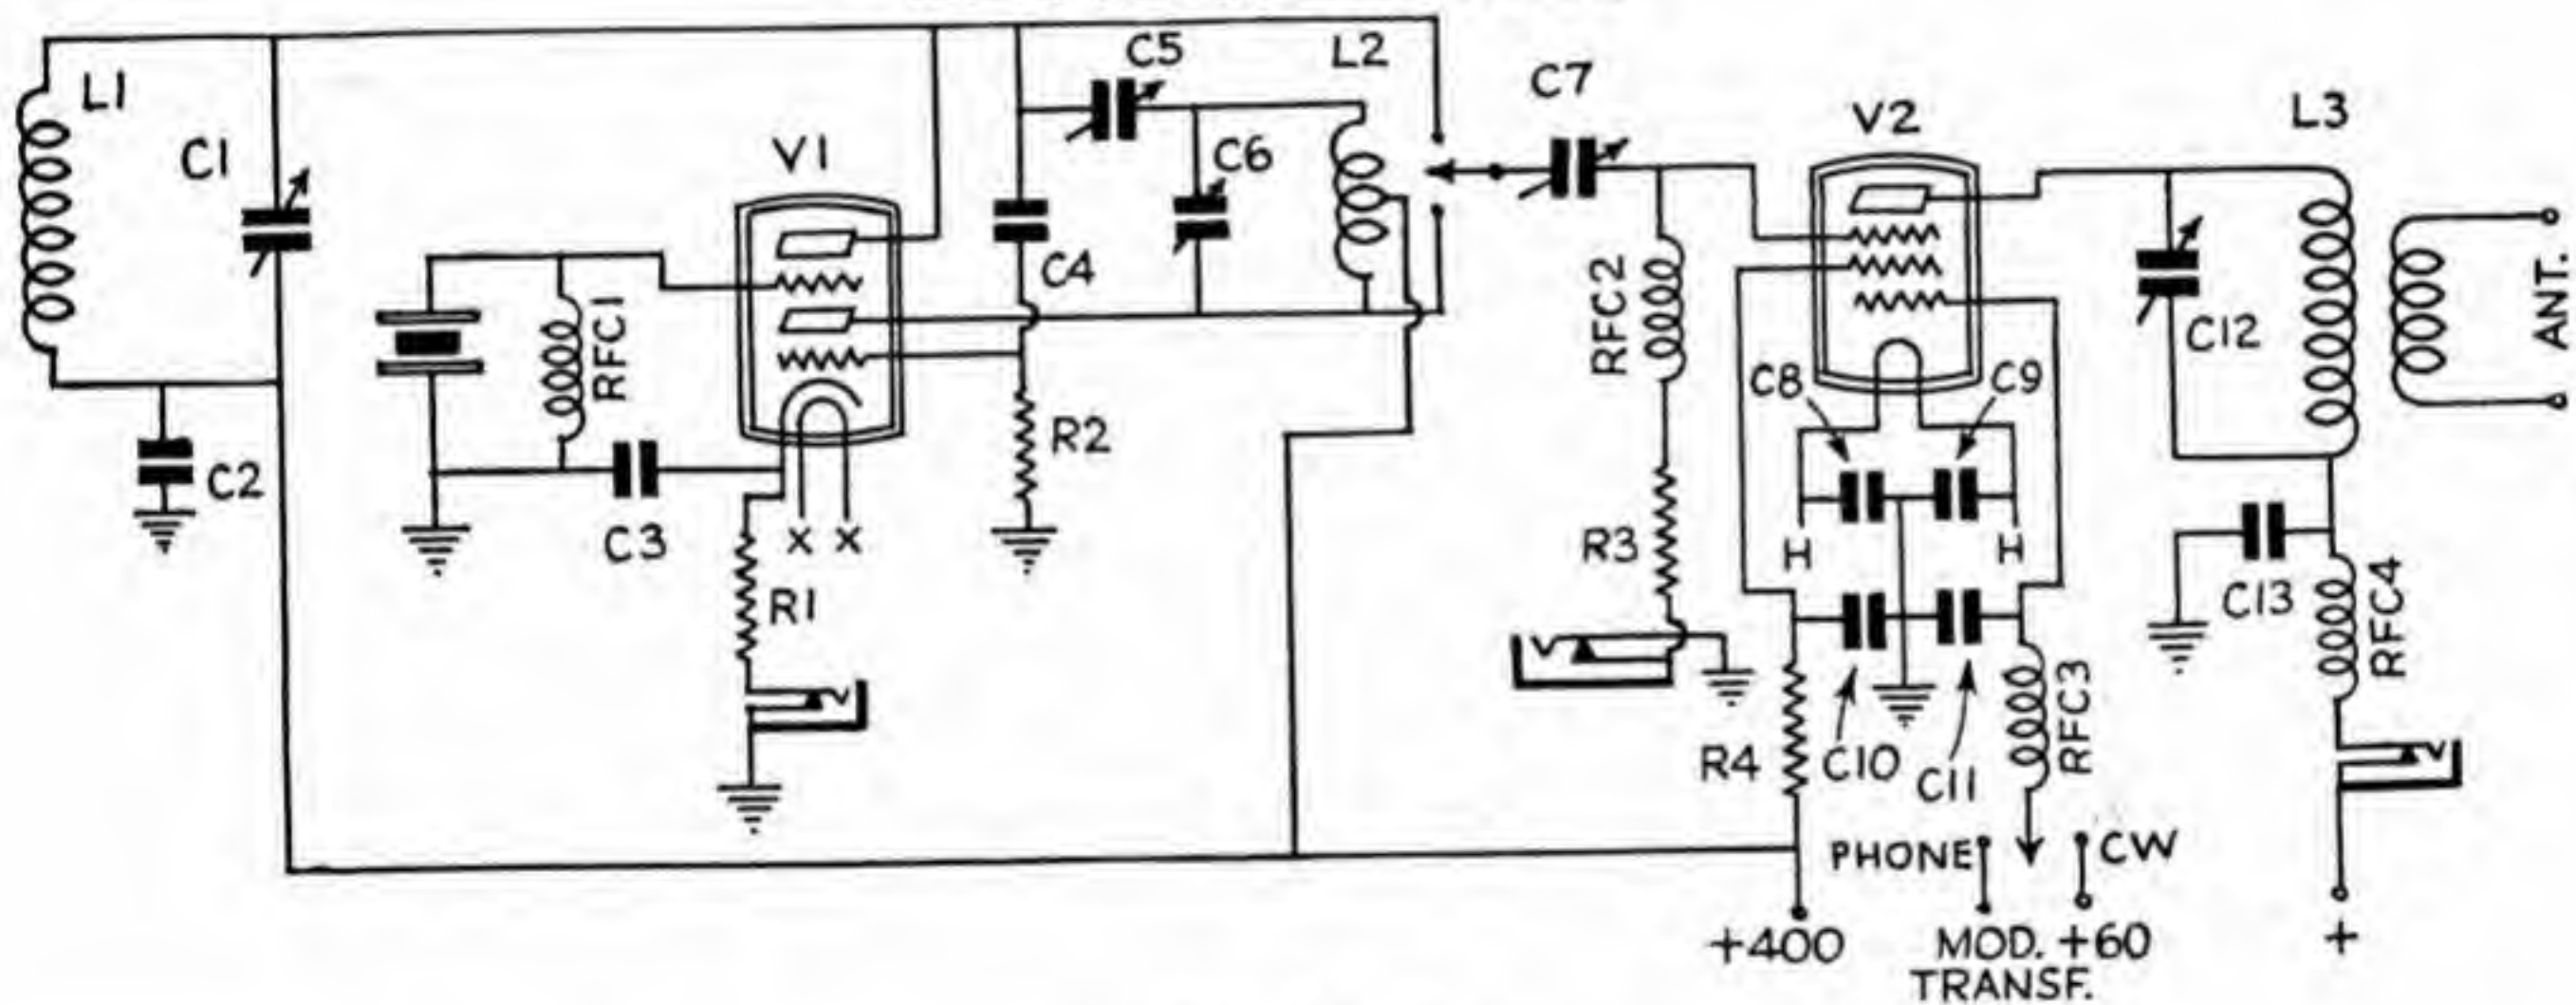 L1
C1
C2
V1
RFC1
C3
X X
R1
C5
L2
C4
C6
R2
C7
V2
RFC2
R3
C8
C9
H
H
R4
C10
C11
RFC3
PHONE
CW
+400
MOD.
TRANSF.
+60
L3
C12
C13
RFC4
+
ANT.